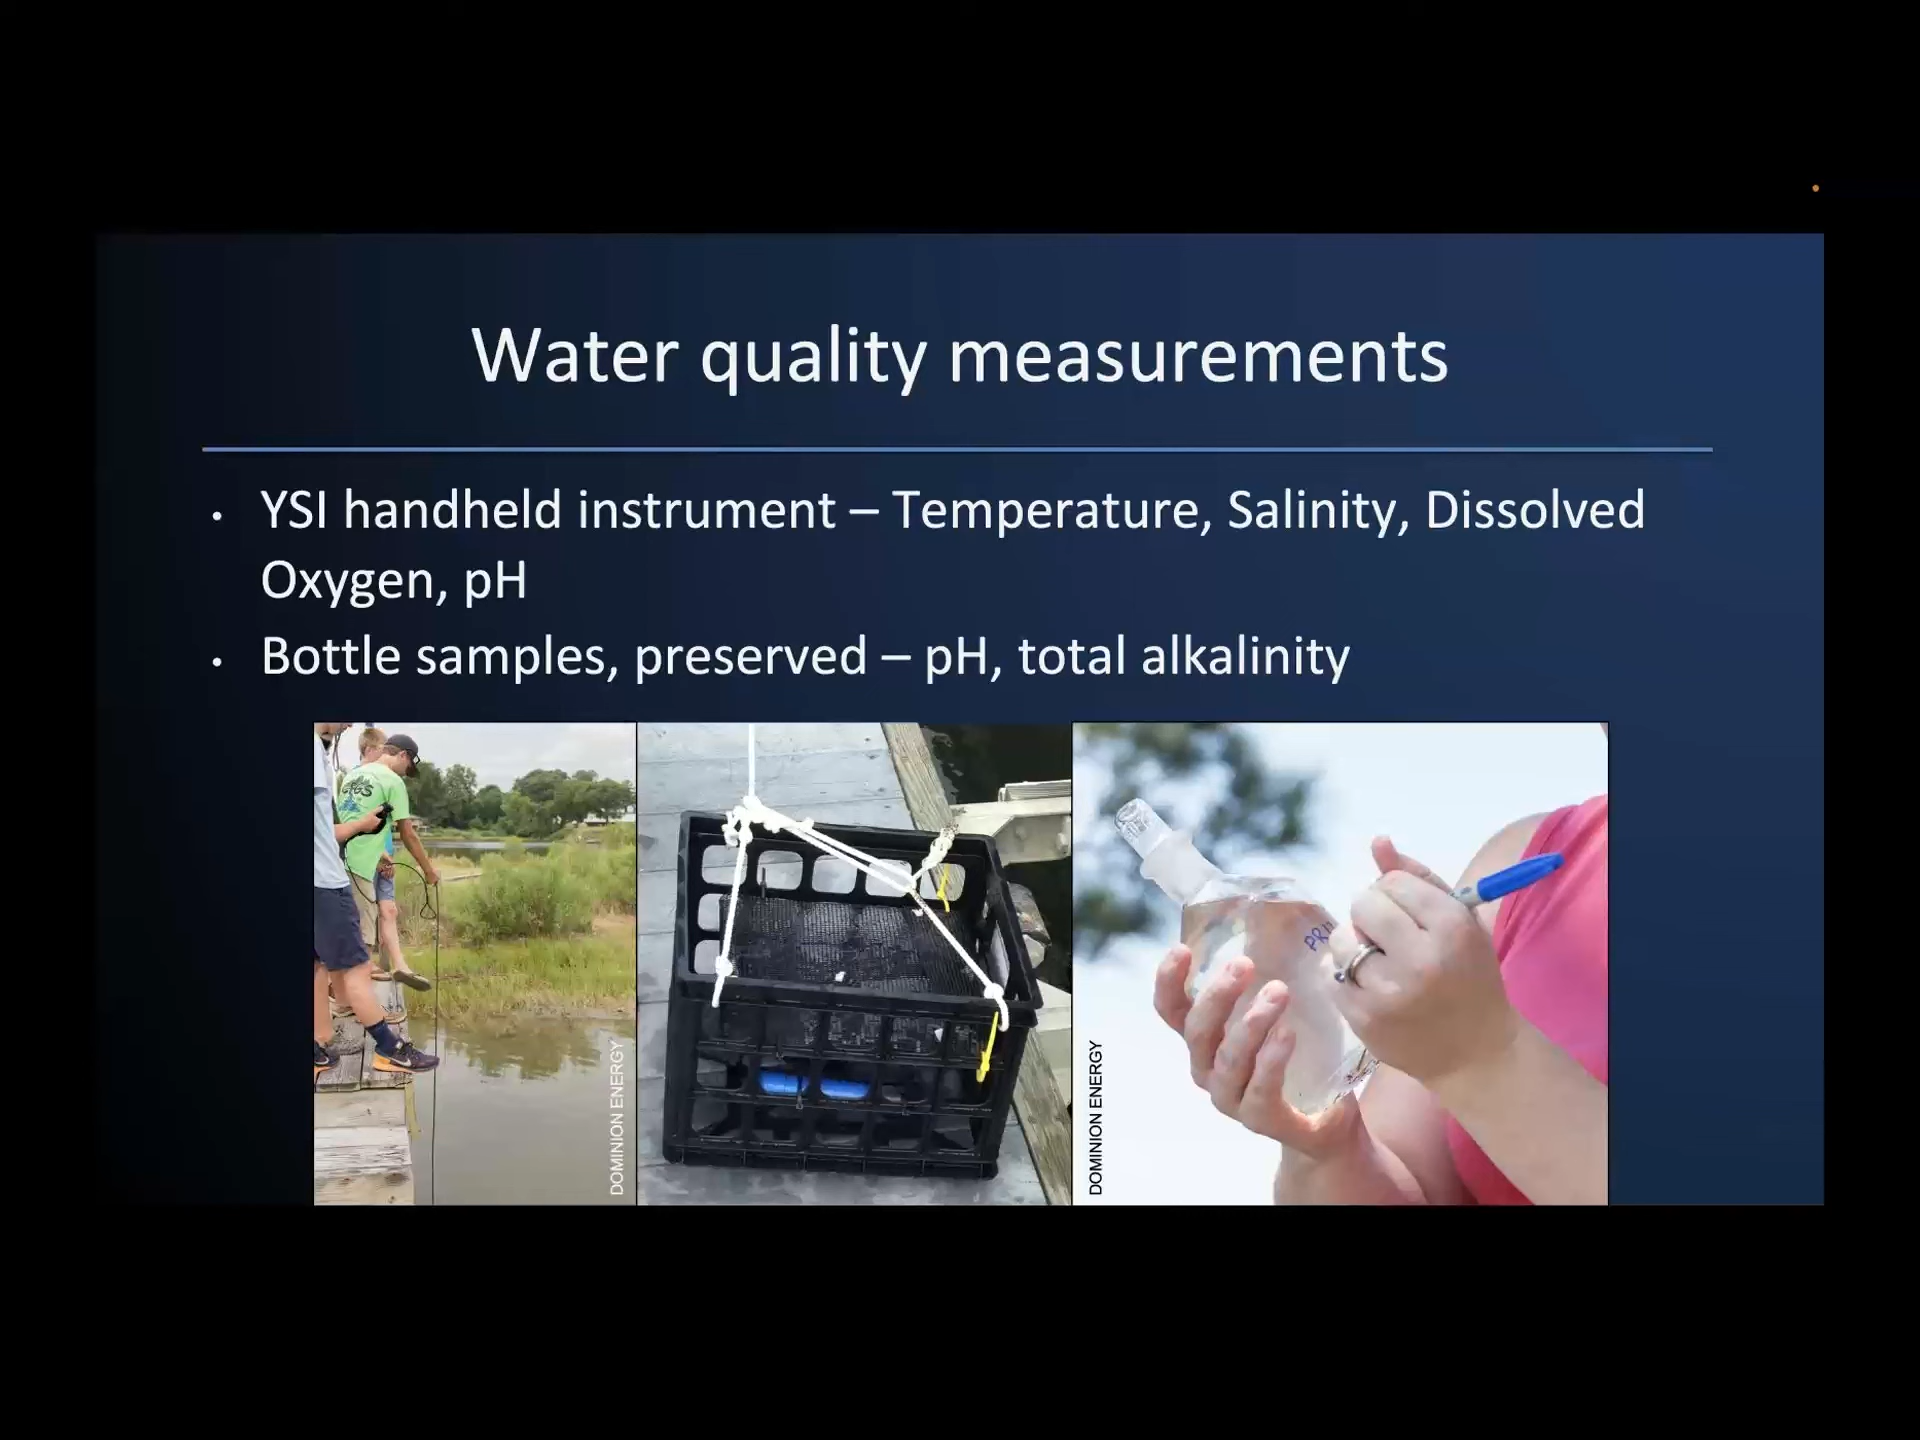 Water quality measurements
• YSI handheld instrument – Temperature, Salinity, Dissolved
Oxygen, pH
• Bottle samples, preserved – pH, total alkalinity
DOMINION ENERGY
DOMINION ENERGY